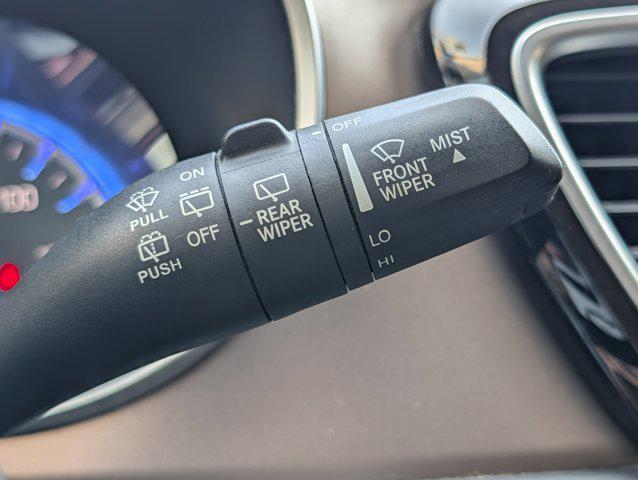 PULL
PUSH
ON
OFF
REAR
WIPER
OFF
FRONT
WIPER
MIST
LO
HI